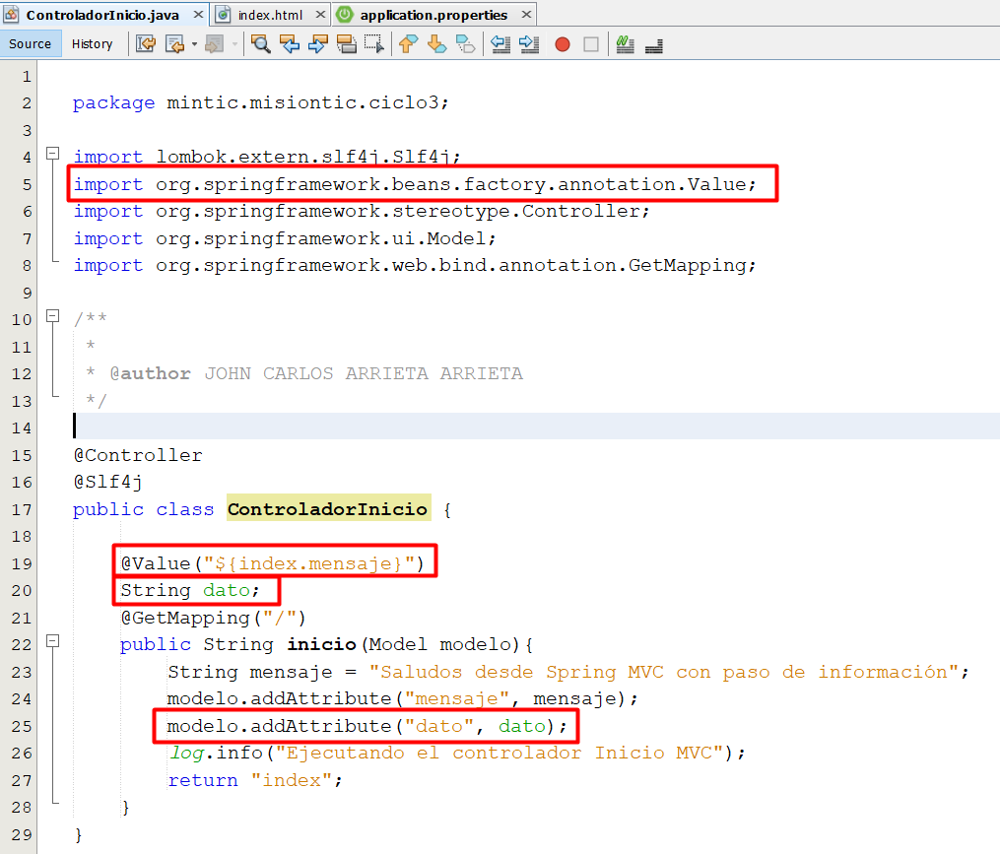 ControladorInicio.java index.html application.properties
Source History
1
2 package mintic.misiontic.ciclo3;
3
4 import lombok.extern.slf4j.Slf4j;
5 import org.springframework.beans.factory.annotation.Value;
6 import org.springframework.stereotype.Controller;
7 import org.springframework.ui.Model;
8 import org.springframework.web.bind.annotation.GetMapping;
9
10 /**
11 *
12 * @author JOHN CARLOS ARRIETA ARRIETA
13 */
14
15 @Controller
16 @Slf4j
17 public class ControladorInicio {
18
19 @Value("${index.mensaje}")
20 String dato;
21 @GetMapping("/")
22 public String inicio(Model modelo){
23 String mensaje = "Saludos desde Spring MVC con paso de información";
24 modelo.addAttribute("mensaje", mensaje);
25 modelo.addAttribute("dato", dato);
26 log.info("Ejecutando el controlador Inicio MVC");
27 return "index";
28 }
29 }